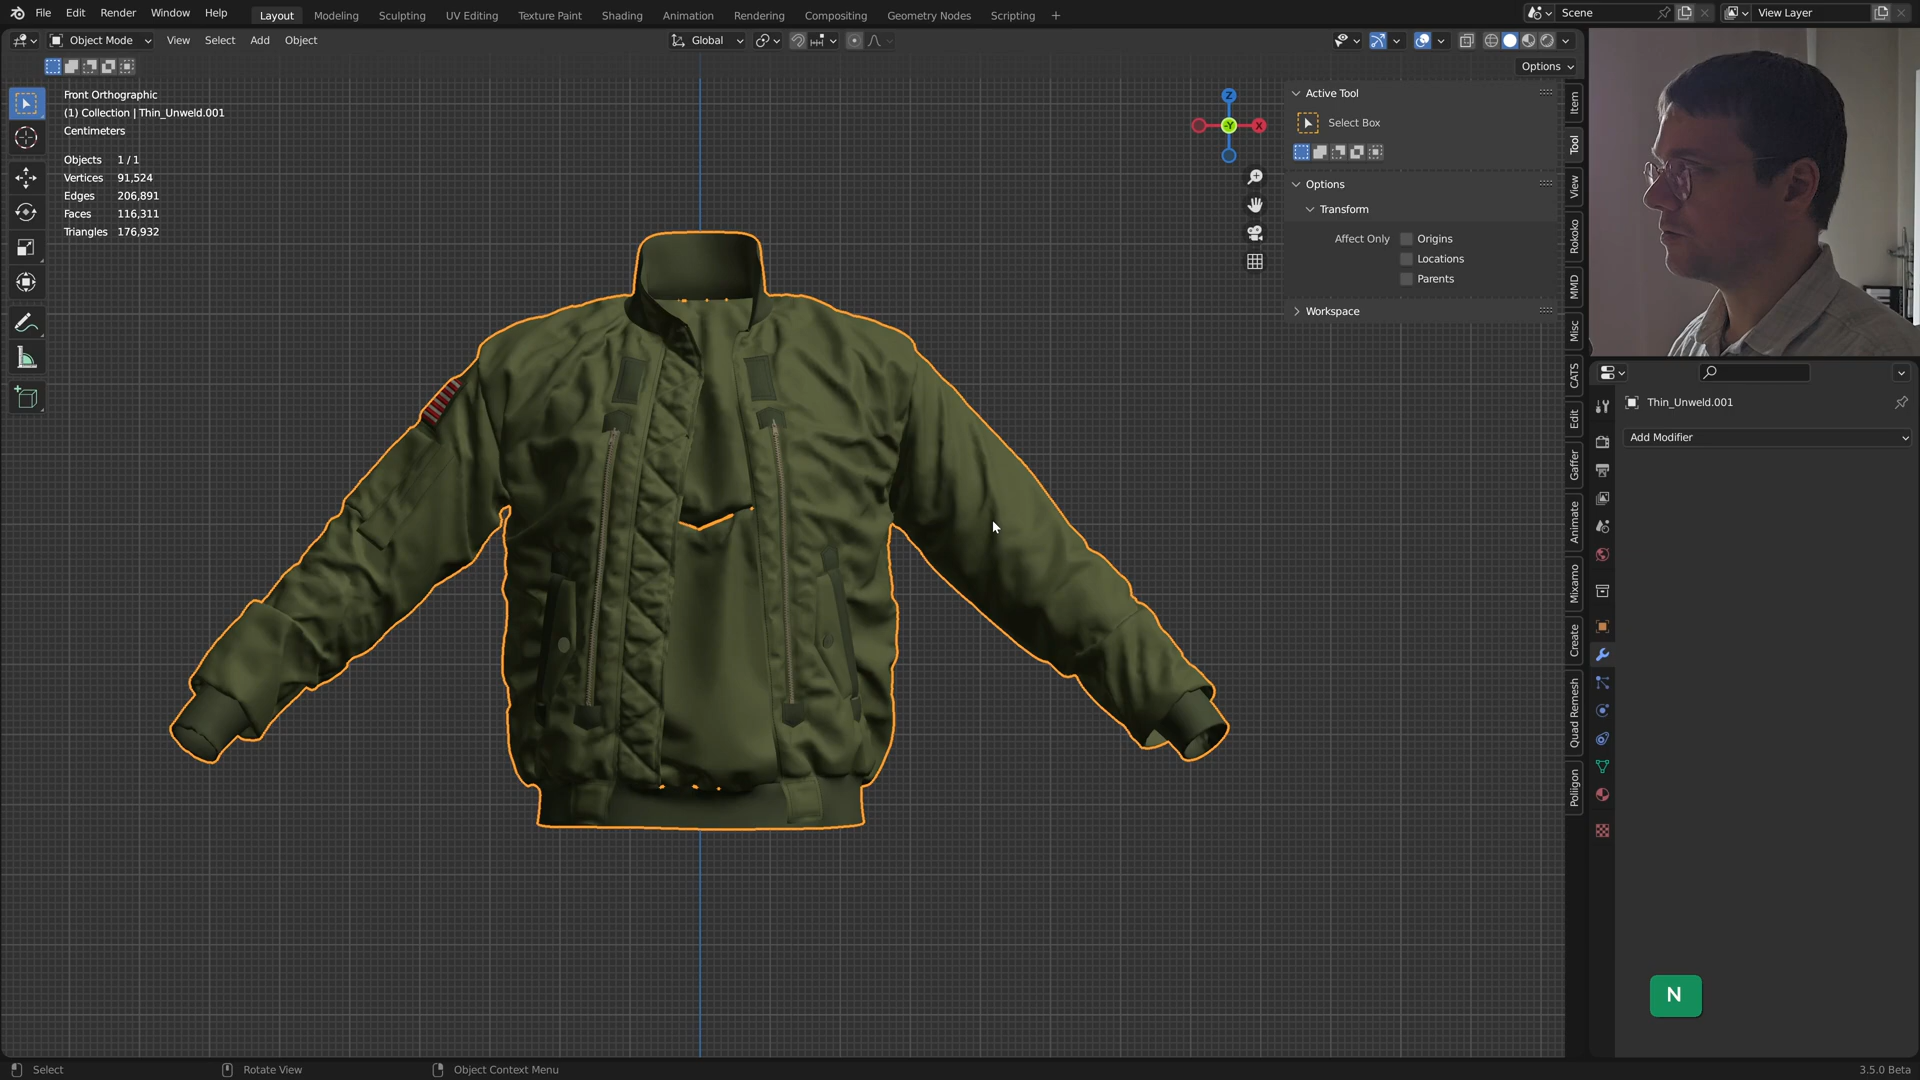 File Edit Render Window Help Layout Modeling Sculpting UV Editing Texture Paint Shading Animation Rendering Compositing Geometry Nodes Scripting + Scene View Layer
Object Mode View Select Add Object Global
Options
Front Orthographic
(1) Collection | Thin_Unweld.001
Centimeters
Objects 1 / 1
Vertices 91,524
Edges 206,891
Faces 116,311
Triangles 176,932
Z
-Y
X
Active Tool
Select Box
Options
Transform
Affect Only Origins
Locations
Parents
Workspace
Item
Tool
View
Rokoko
MMD
Misc
CATS
Edit
Gaffer
Animate
Mixamo
Create
Quad Remesh
Poliigon
Thin_Unweld.001
Add Modifier
N
Select Rotate View Object Context Menu 3.5.0 Beta